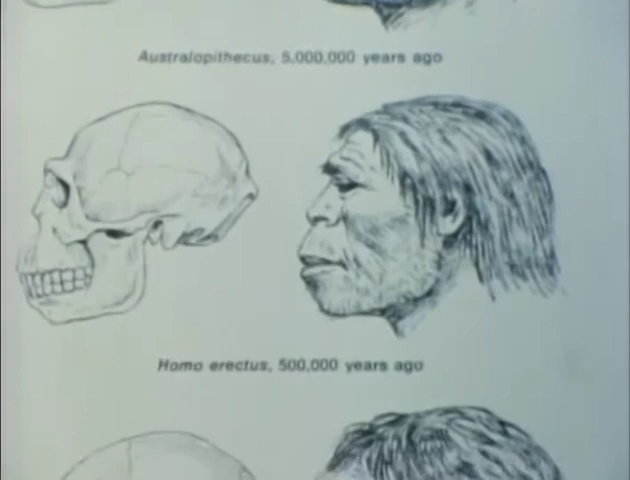 Australopithecus, 5,000,000 years ago
Homo erectus, 500,000 years ago